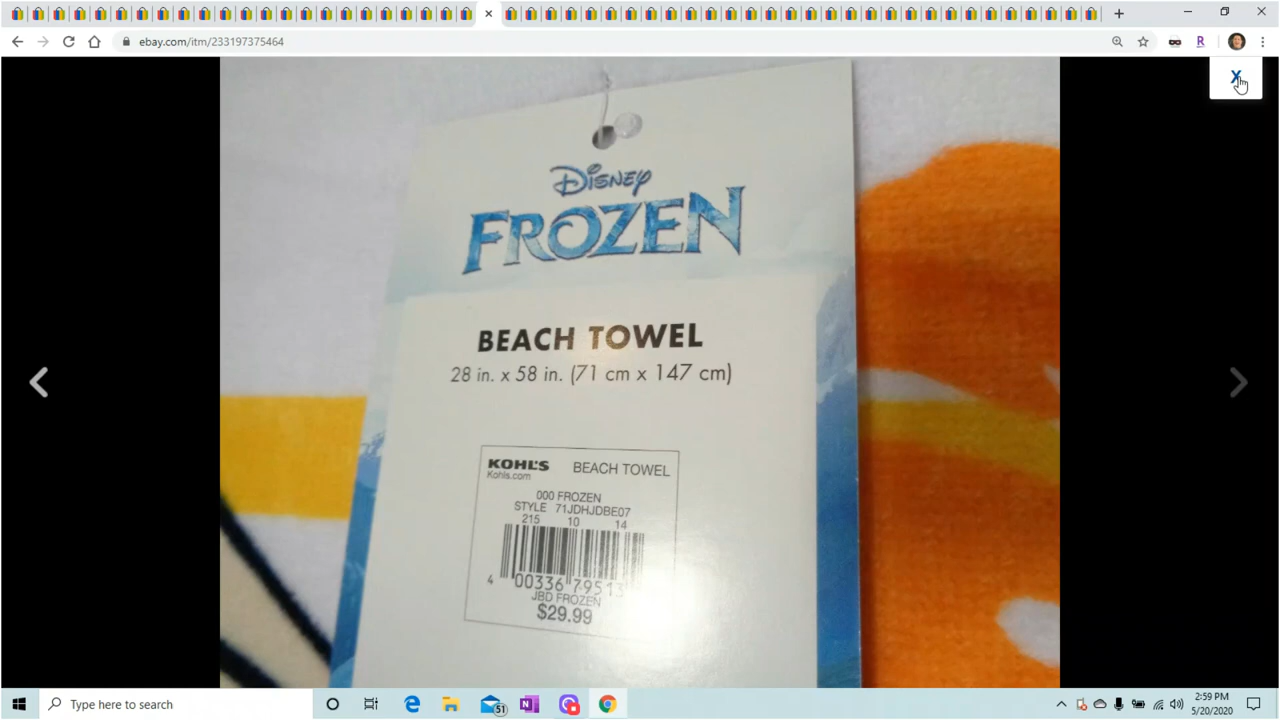 ebay.com/itm/233197375464
R
X
DISNEY
FROZEN
BEACH TOWEL
28 in. x 58 in. (71 cm x 147 cm)
KOHL'S BEACH TOWEL
Kohls.com
000 FROZEN
STYLE 71JDHJDBE07
215 10 14
4 00336 79513
JBD FROZEN
$29.99
Type here to search
51
2:59 PM
5/20/2020